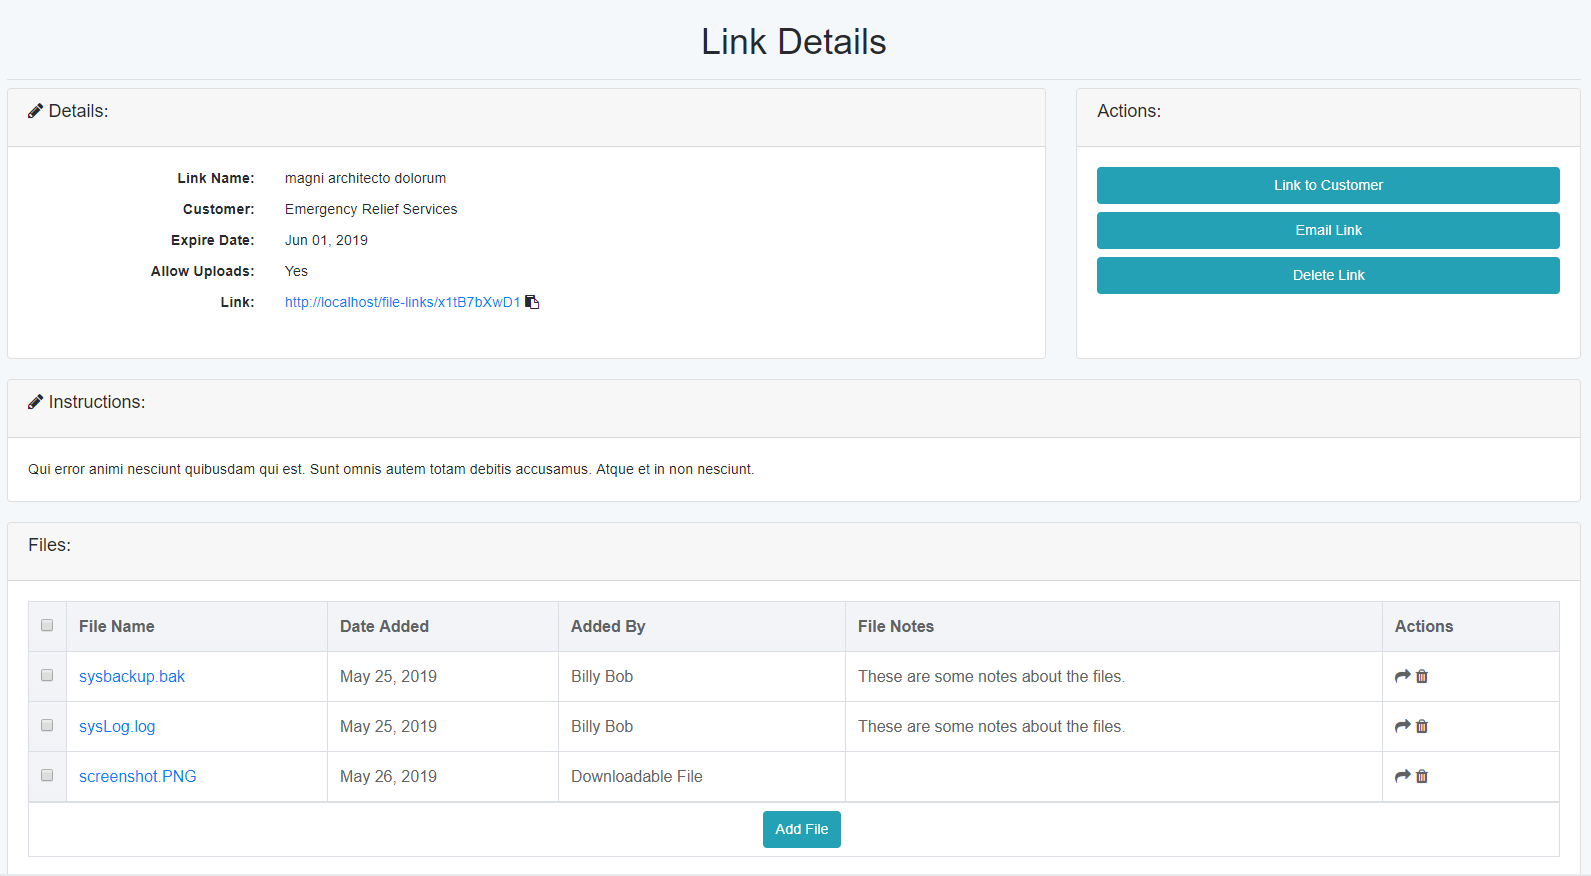 Link Details
Details:
Actions:
Link Name: magni architecto dolorum
Customer: Emergency Relief Services
Expire Date: Jun 01, 2019
Allow Uploads: Yes
Link: http://localhost/file-links/x1tB7bXwD1
Link to Customer
Email Link
Delete Link
Instructions:
Qui error animi nesciunt quibusdam qui est. Sunt omnis autem totam debitis accusamus. Atque et in non nesciunt.
Files:
File Name Date Added Added By File Notes Actions
sysbackup.bak May 25, 2019 Billy Bob These are some notes about the files.
sysLog.log May 25, 2019 Billy Bob These are some notes about the files.
screenshot.PNG May 26, 2019 Downloadable File
Add File